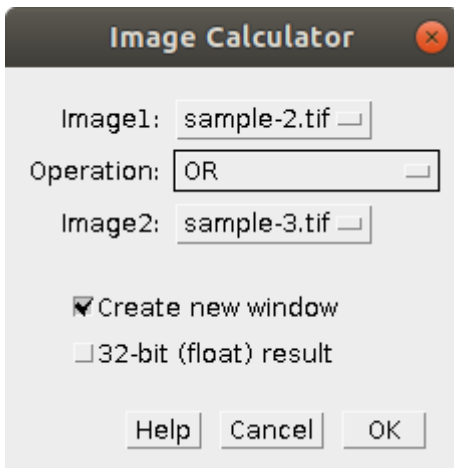 Image Calculator
Image1: sample-2.tif
Operation: OR
Image2: sample-3.tif
Create new window
32-bit (float) result
Help Cancel OK